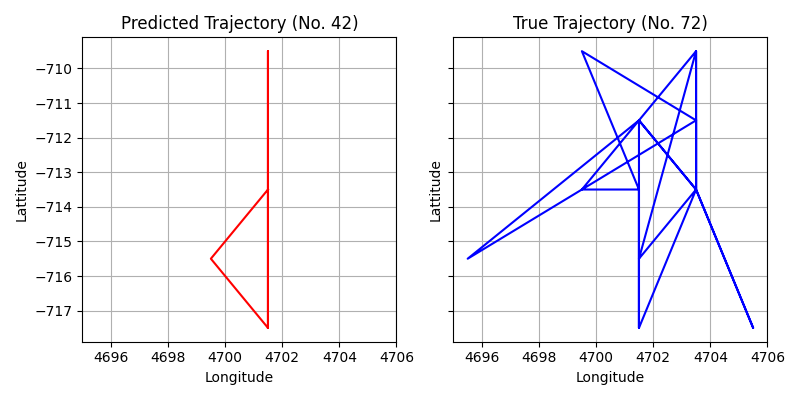 Predicted Trajectory (No. 42)
True Trajectory (No. 72)
Lattitude
−710
−711
−712
−713
−714
−715
−716
−717
4696 4698 4700 4702 4704 4706
Longitude
Lattitude
4696 4698 4700 4702 4704 4706
Longitude